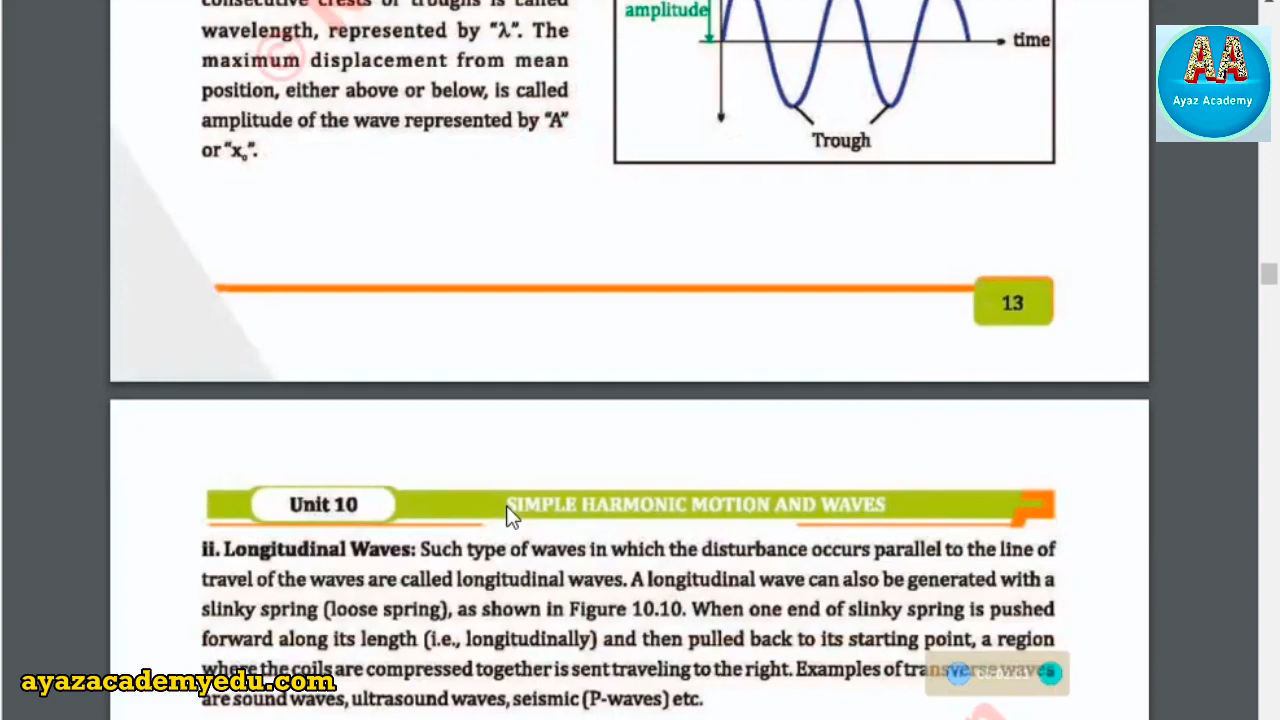 consecutive crests or troughs is called
wavelength, represented by “λ”. The
maximum displacement from mean
position, either above or below, is called
amplitude of the wave represented by “A”
or “x₀”.
amplitude
time
Trough
AA
Ayaz Academy
13
Unit 10
SIMPLE HARMONIC MOTION AND WAVES
ii. Longitudinal Waves: Such type of waves in which the disturbance occurs parallel to the line of
travel of the waves are called longitudinal waves. A longitudinal wave can also be generated with a
slinky spring (loose spring), as shown in Figure 10.10. When one end of slinky spring is pushed
forward along its length (i.e., longitudinally) and then pulled back to its starting point, a region
where the coils are compressed together is sent traveling to the right. Examples of transverse waves
are sound waves, ultrasound waves, seismic (P-waves) etc.
ayazacademyedu.com